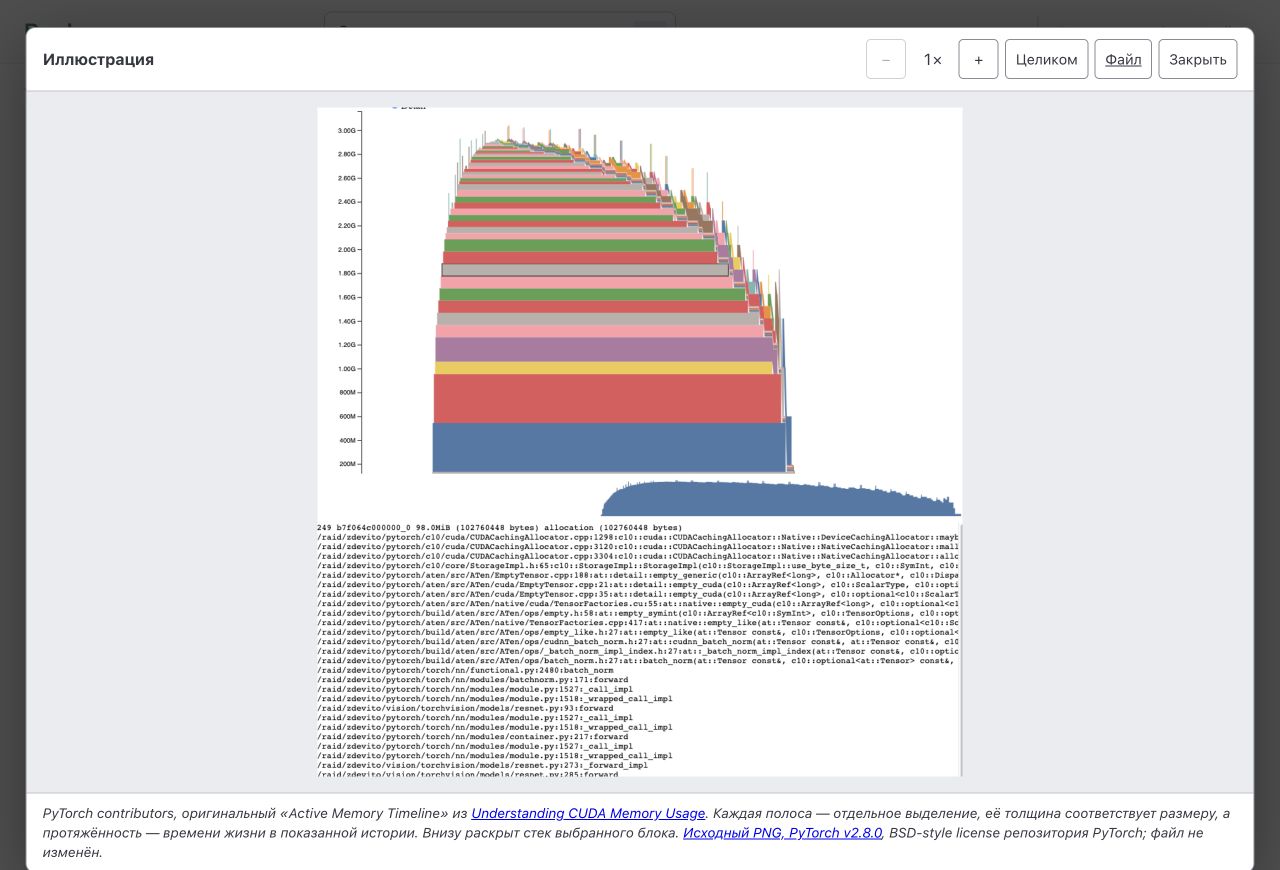 Иллюстрация
−
1×
+
Целиком
Файл
Закрыть
3.00G
2.80G
2.60G
2.40G
2.20G
2.00G
1.80G
1.60G
1.40G
1.20G
1.00G
800M
600M
400M
200M
249 b7f064c000000_0 98.0MiB (102760448 bytes) allocation (102760448 bytes)
/raid/zdevito/pytorch/c10/cuda/CUDACachingAllocator.cpp:1298:c10::cuda::CUDACachingAllocator::Native::DeviceCachingAllocator::mayb
/raid/zdevito/pytorch/c10/cuda/CUDACachingAllocator.cpp:3120:c10::cuda::CUDACachingAllocator::Native::NativeCachingAllocator::mall
/raid/zdevito/pytorch/c10/cuda/CUDACachingAllocator.cpp:3304:c10::cuda::CUDACachingAllocator::Native::NativeCachingAllocator::allo
/raid/zdevito/pytorch/c10/core/StorageImpl.h:65:c10::StorageImpl::StorageImpl(c10::StorageImpl::use_byte_size_t, c10::SymInt, c10:
/raid/zdevito/pytorch/aten/src/ATen/EmptyTensor.cpp:188:at::detail::empty_generic(c10::ArrayRef<long>, c10::Allocator*, c10::Dispa
/raid/zdevito/pytorch/aten/src/ATen/cuda/EmptyTensor.cpp:21:at::detail::empty_cuda(c10::ArrayRef<long>, c10::ScalarType, c10::opti
/raid/zdevito/pytorch/aten/src/ATen/cuda/EmptyTensor.cpp:35:at::detail::empty_cuda(c10::ArrayRef<long>, c10::optional<c10::ScalarT
/raid/zdevito/pytorch/aten/src/ATen/native/cuda/TensorFactories.cu:55:at::native::empty_cuda(c10::ArrayRef<long>, c10::optional<c1
/raid/zdevito/pytorch/build/aten/src/ATen/ops/empty.h:58:at::empty_symint(c10::ArrayRef<c10::SymInt>, c10::TensorOptions, c10::opt
/raid/zdevito/pytorch/aten/src/ATen/native/TensorFactories.cpp:417:at::native::empty_like(at::Tensor const&, c10::optional<c10::Sc
/raid/zdevito/pytorch/build/aten/src/ATen/ops/empty_like.h:27:at::empty_like(at::Tensor const&, c10::TensorOptions, c10::optional<
/raid/zdevito/pytorch/build/aten/src/ATen/ops/cudnn_batch_norm.h:27:at::cudnn_batch_norm(at::Tensor const&, at::Tensor const&, c10
/raid/zdevito/pytorch/build/aten/src/ATen/ops/_batch_norm_impl_index.h:27:at::_batch_norm_impl_index(at::Tensor const&, c10::optio
/raid/zdevito/pytorch/build/aten/src/ATen/ops/batch_norm.h:27:at::batch_norm(at::Tensor const&, c10::optional<at::Tensor> const&,
/raid/zdevito/pytorch/torch/nn/functional.py:2480:batch_norm
/raid/zdevito/pytorch/torch/nn/modules/batchnorm.py:171:forward
/raid/zdevito/pytorch/torch/nn/modules/module.py:1527:_call_impl
/raid/zdevito/pytorch/torch/nn/modules/module.py:1518:_wrapped_call_impl
/raid/zdevito/vision/torchvision/models/resnet.py:93:forward
/raid/zdevito/pytorch/torch/nn/modules/module.py:1527:_call_impl
/raid/zdevito/pytorch/torch/nn/modules/module.py:1518:_wrapped_call_impl
/raid/zdevito/pytorch/torch/nn/modules/container.py:217:forward
/raid/zdevito/pytorch/torch/nn/modules/module.py:1527:_call_impl
/raid/zdevito/pytorch/torch/nn/modules/module.py:1518:_wrapped_call_impl
/raid/zdevito/vision/torchvision/models/resnet.py:273:_forward_impl
/raid/zdevito/vision/torchvision/models/resnet.py:285:forward
PyTorch contributors, оригинальный «Active Memory Timeline» из Understanding CUDA Memory Usage. Каждая полоса — отдельное выделение, её толщина соответствует размеру, а
протяжённость — времени жизни в показанной истории. Внизу раскрыт стек выбранного блока. Исходный PNG, PyTorch v2.8.0, BSD-style license репозитория PyTorch; файл не
изменён.